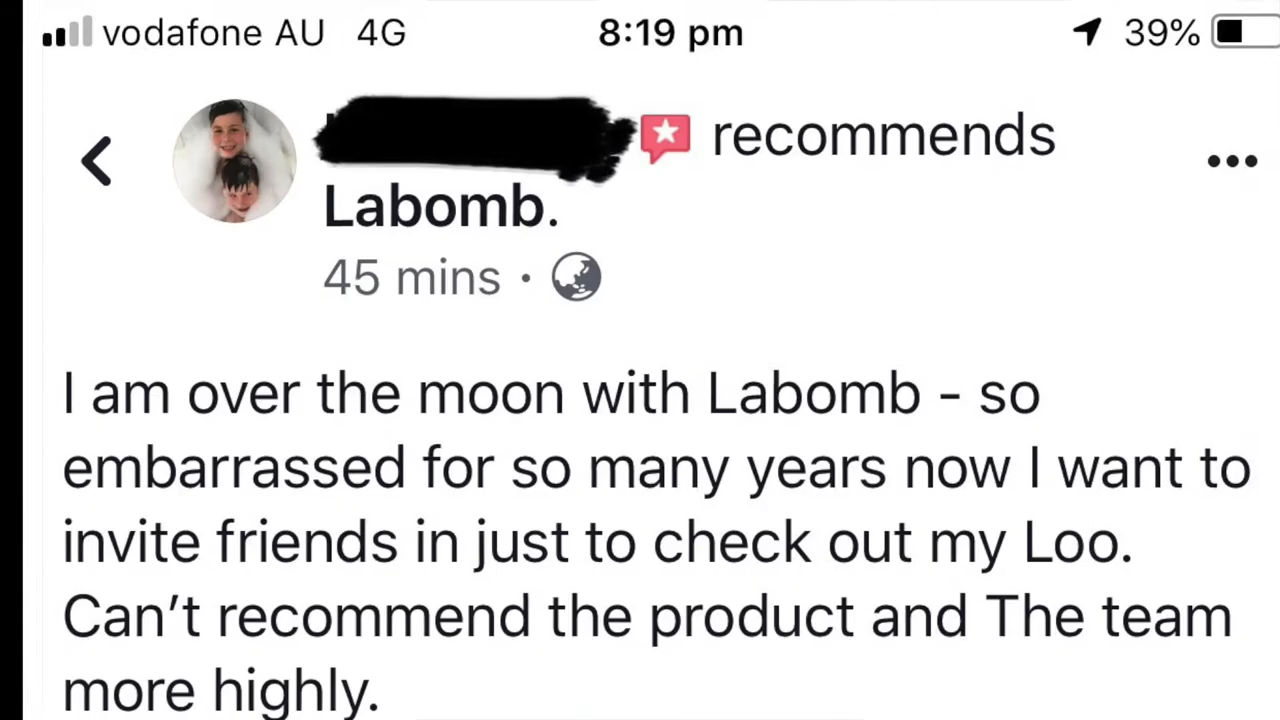 vodafone AU 4G 8:19 pm 39%
recommends
Labomb.
45 mins ·
I am over the moon with Labomb - so
embarrassed for so many years now I want to
invite friends in just to check out my Loo.
Can’t recommend the product and The team
more highly.